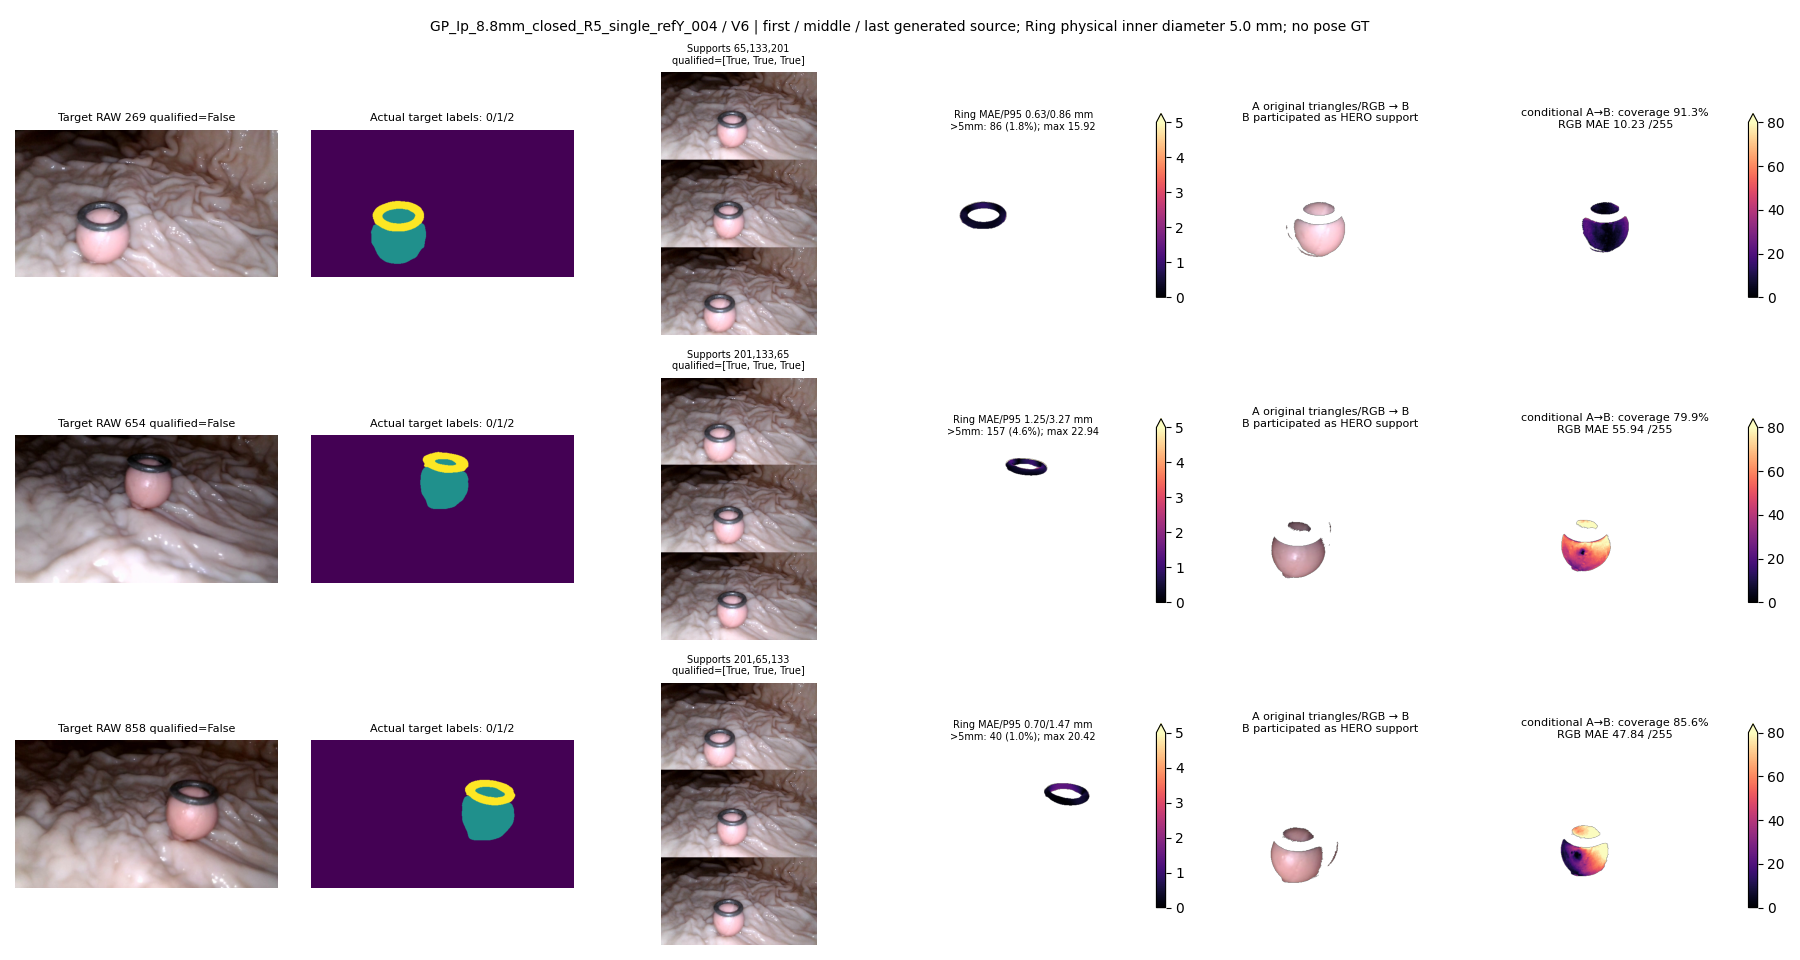 GP_Ip_8.8mm_closed_R5_single_refY_004 / V6 | first / middle / last generated source; Ring physical inner diameter 5.0 mm; no pose GT
Target RAW 269 qualified=False
Actual target labels: 0/1/2
Supports 65,133,201
qualified=[True, True, True]
Ring MAE/P95 0.63/0.86 mm
>5mm: 86 (1.8%); max 15.92
5
4
3
2
1
0
A original triangles/RGB → B
B participated as HERO support
conditional A→B: coverage 91.3%
RGB MAE 10.23 /255
80
60
40
20
0
Target RAW 654 qualified=False
Actual target labels: 0/1/2
Supports 201,133,65
qualified=[True, True, True]
Ring MAE/P95 1.25/3.27 mm
>5mm: 157 (4.6%); max 22.94
5
4
3
2
1
0
A original triangles/RGB → B
B participated as HERO support
conditional A→B: coverage 79.9%
RGB MAE 55.94 /255
80
60
40
20
0
Target RAW 858 qualified=False
Actual target labels: 0/1/2
Supports 201,65,133
qualified=[True, True, True]
Ring MAE/P95 0.70/1.47 mm
>5mm: 40 (1.0%); max 20.42
5
4
3
2
1
0
A original triangles/RGB → B
B participated as HERO support
conditional A→B: coverage 85.6%
RGB MAE 47.84 /255
80
60
40
20
0